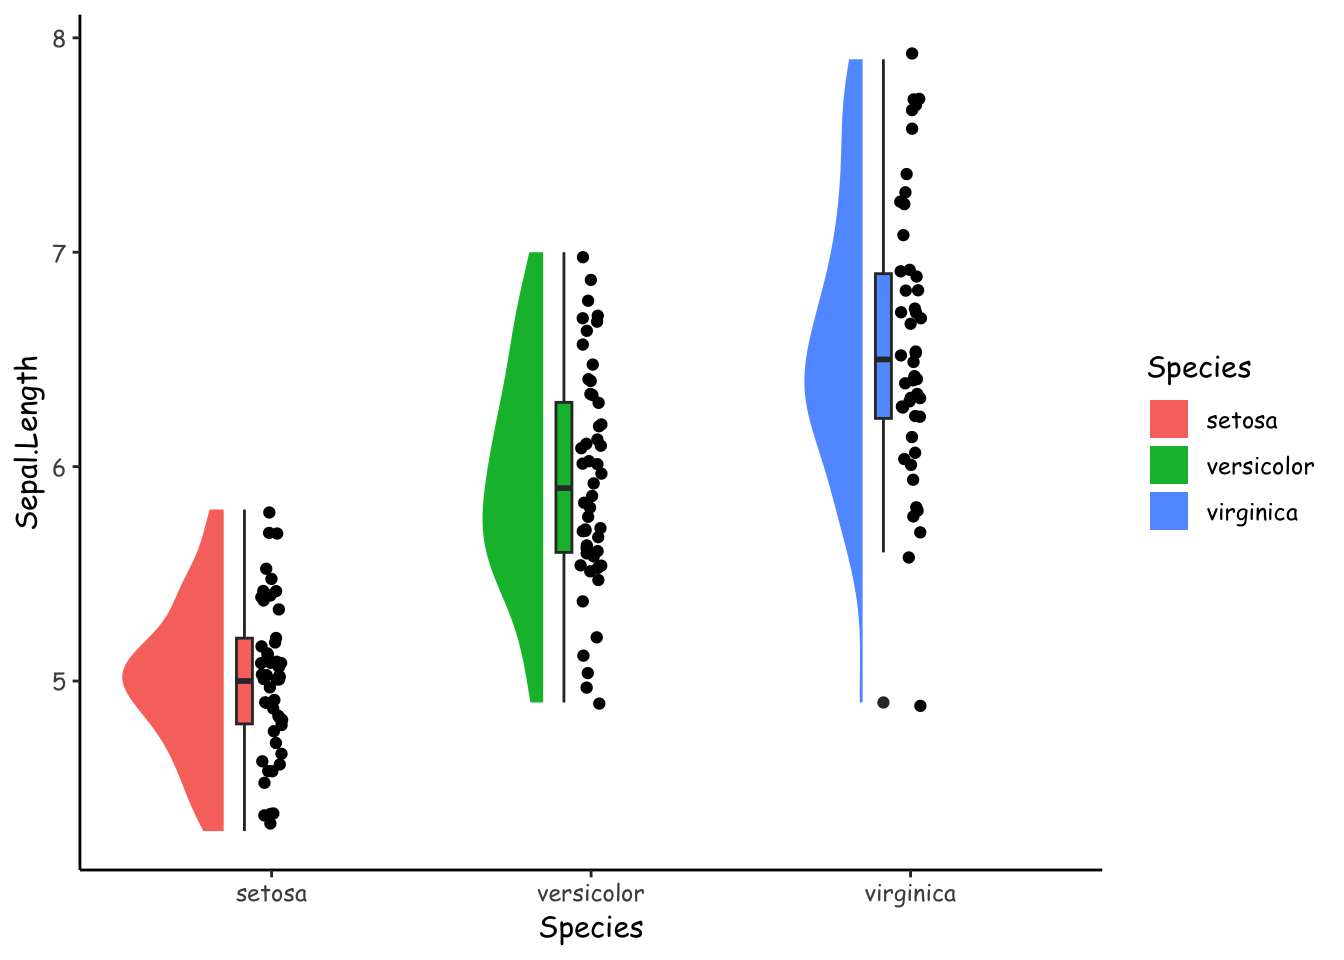 8
7
6
5
Sepal.Length
setosa
versicolor
virginica
Species
Species
setosa
versicolor
virginica